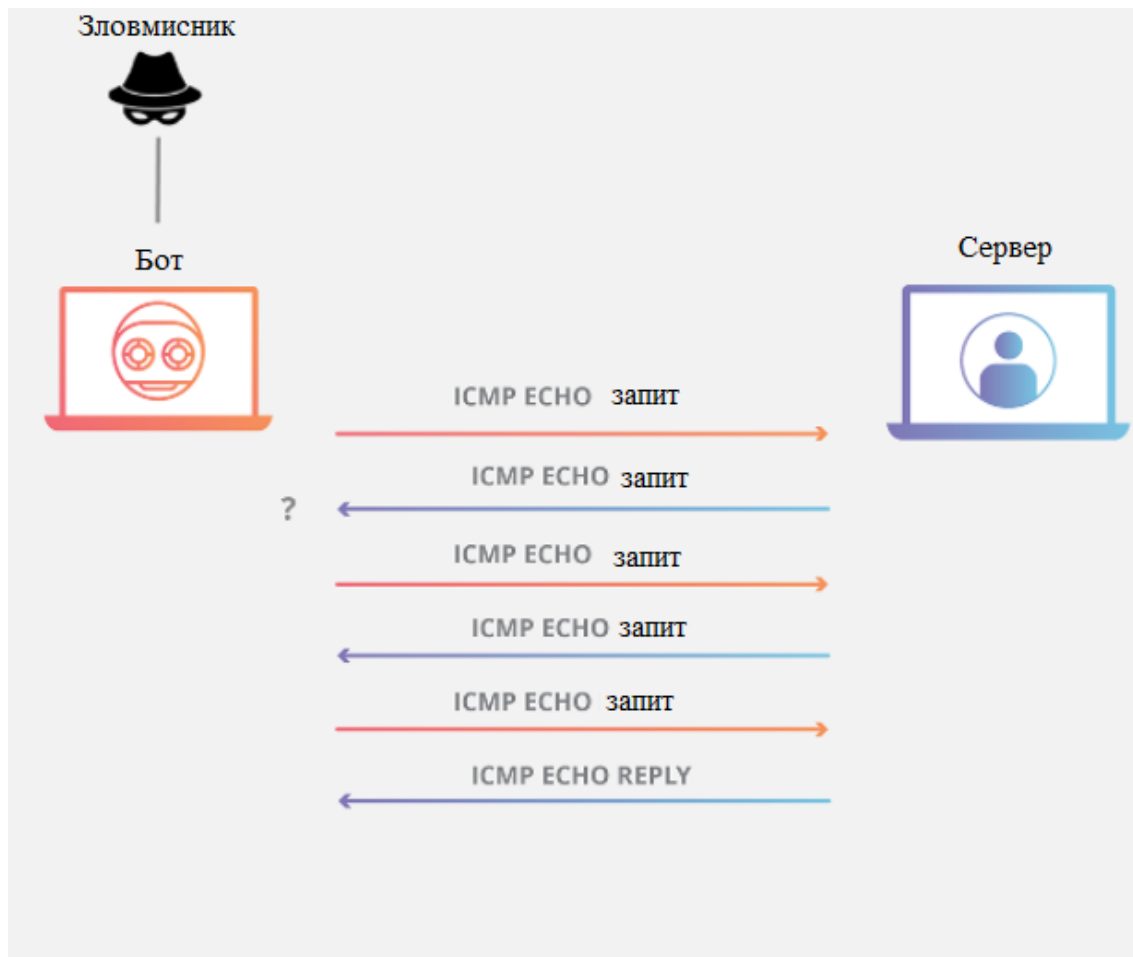 Зловмисник
Бот
Сервер
ICMP ECHO запит
ICMP ECHO запит
?
ICMP ECHO запит
ICMP ECHO запит
ICMP ECHO запит
ICMP ECHO REPLY